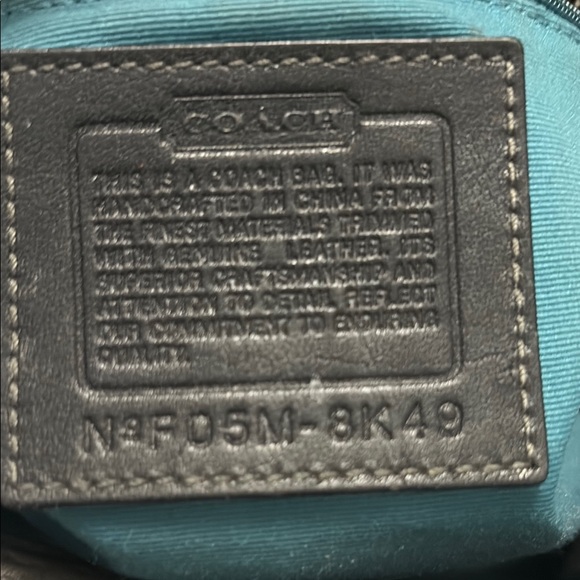 COACH
THIS IS A COACH BAG. IT WAS
HANDCRAFTED IN CHINA FROM
THE FINEST MATERIALS TRIMMED
WITH GENUINE LEATHER. ITS
SUPERIOR CRAFTSMANSHIP AND
ATTENTION TO DETAIL REFLECT
OUR COMMITMENT TO ENDURING
QUALITY.
Nº F05M-8K49